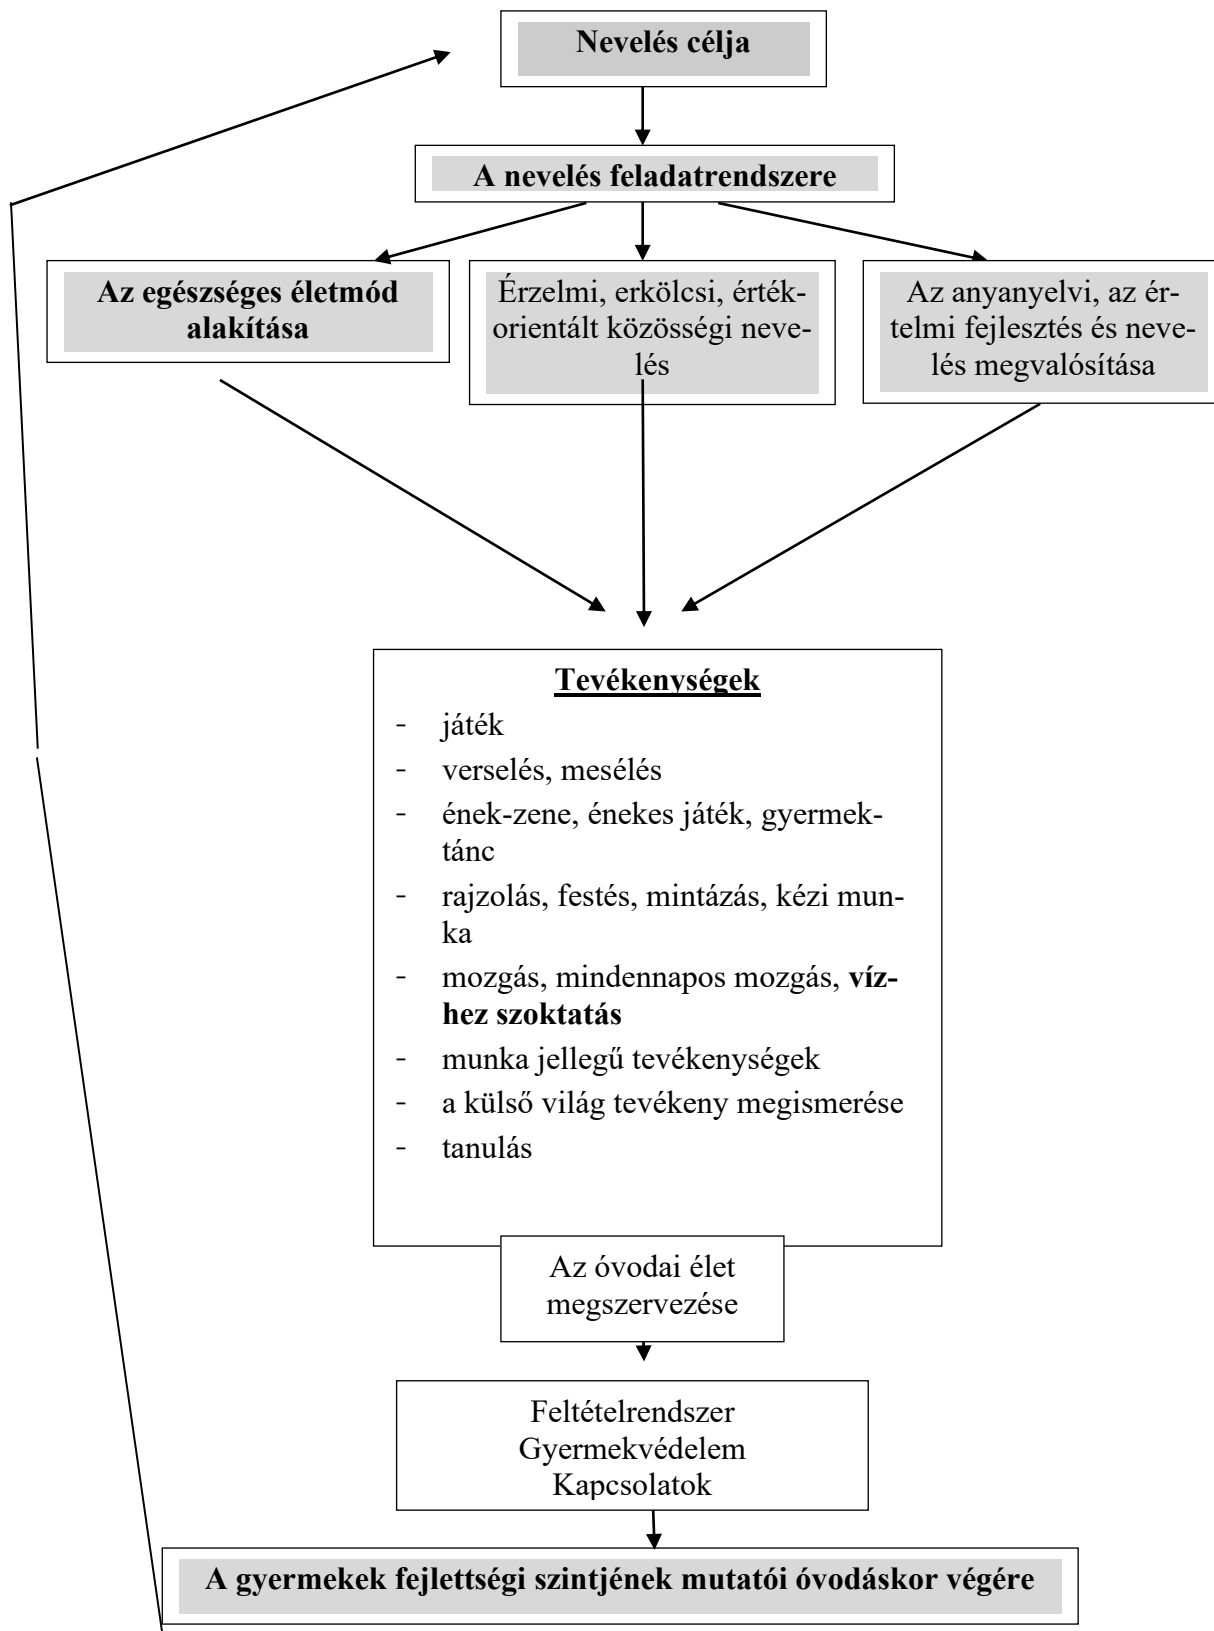 Nevelés célja
A nevelés feladatrendszere
Az egészséges életmód
alakítása
Érzelmi, erkölcsi, érték-
orientált közösségi neve-
lés
Az anyanyelvi, az ér-
telmi fejlesztés és neve-
lés megvalósítása
Tevékenységek
- játék
- verselés, mesélés
- ének-zene, énekes játék, gyermek-
tánc
- rajzolás, festés, mintázás, kézi mun-
ka
- mozgás, mindennapos mozgás, víz-
hez szoktatás
- munka jellegű tevékenységek
- a külső világ tevékeny megismerése
- tanulás
Az óvodai élet
megszervezése
Feltételrendszer
Gyermekvédelem
Kapcsolatok
A gyermekek fejlettségi szintjének mutatói óvodáskor végére